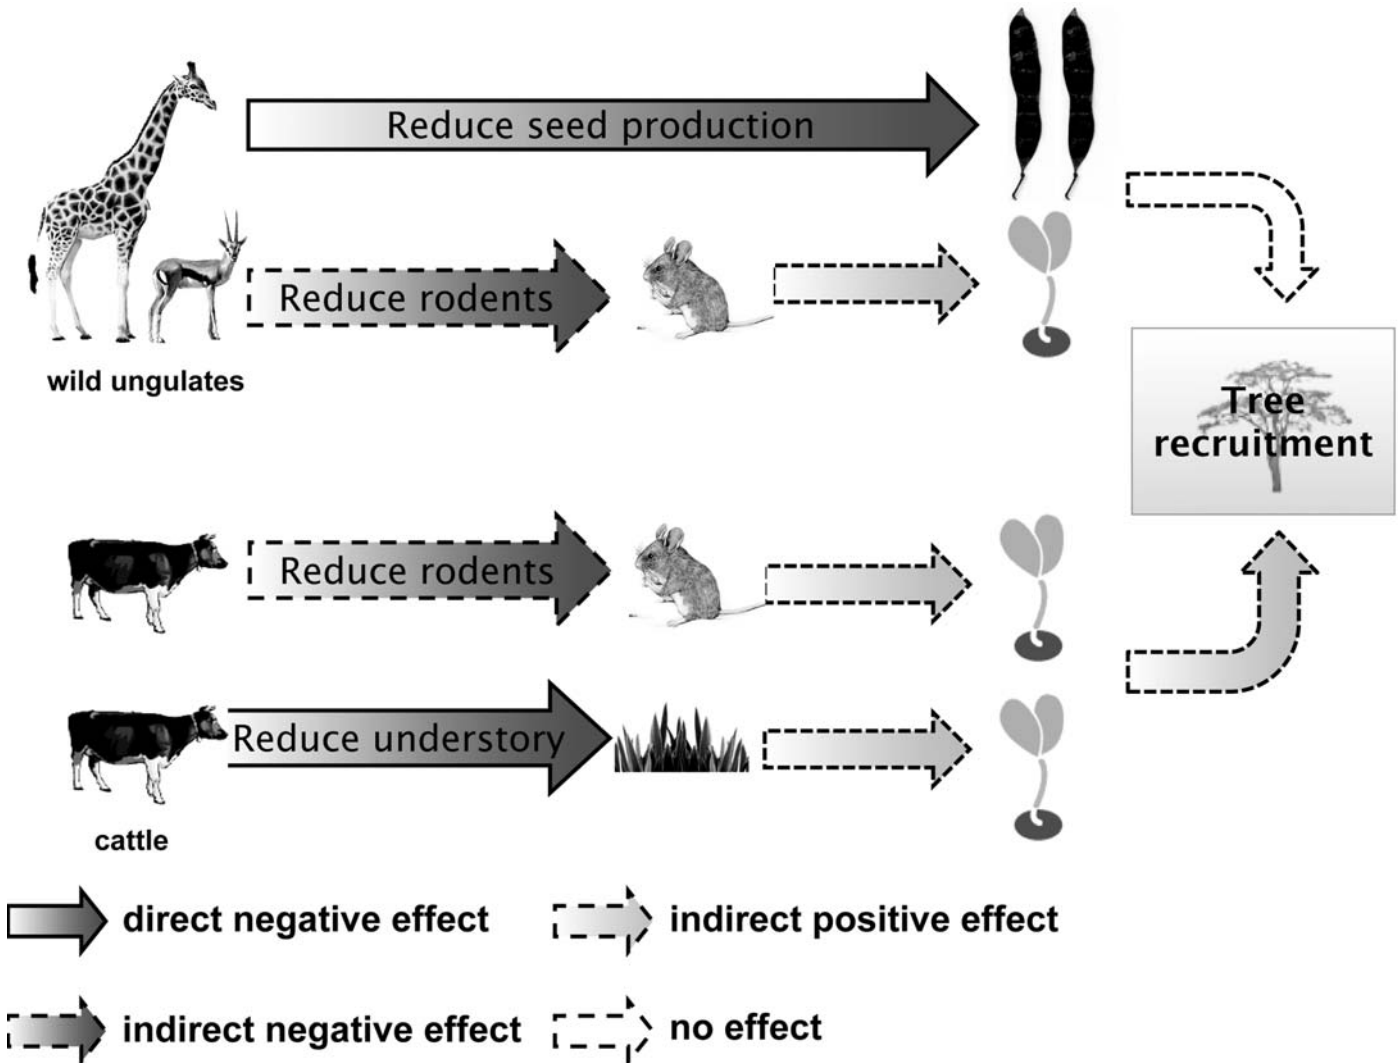 Reduce seed production
Reduce rodents
wild ungulates
Tree
recruitment
Reduce rodents
Reduce understory
cattle
direct negative effect
indirect positive effect
indirect negative effect
no effect